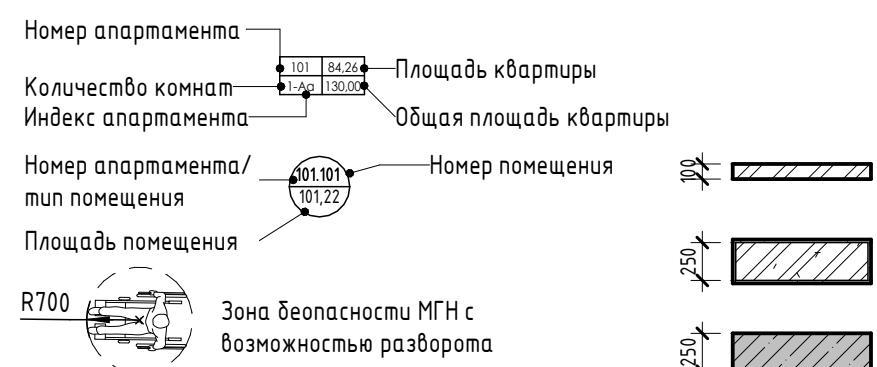 Номер апартамента
101 84,26
Площадь квартиры
Количество комнат
1-Аа 130,00
Индекс апартамента
Общая площадь квартиры
Номер апартамента/
тип помещения
101.101
101,22
Номер помещения
Площадь помещения
R700
Зона беопасности МГН с
возможностью разворота
100
250
250